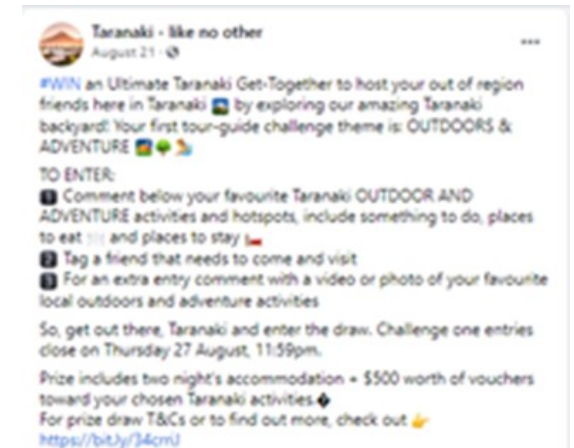 Taranaki - like no other
August 21 ·
#WIN an Ultimate Taranaki Get-Together to host your out of region
friends here in Taranaki by exploring our amazing Taranaki
backyard! Your first tour-guide challenge theme is: OUTDOORS &
ADVENTURE
TO ENTER:
1 Comment below your favourite Taranaki OUTDOOR AND
ADVENTURE activities and hotspots, include something to do, places
to eat and places to stay
2 Tag a friend that needs to come and visit
3 For an extra entry comment with a video or photo of your favourite
local outdoors and adventure activities
So, get out there, Taranaki and enter the draw. Challenge one entries
close on Thursday 27 August, 11:59pm.
Prize includes two night's accommodation + $500 worth of vouchers
toward your chosen Taranaki activities.
For prize draw T&Cs or to find out more, check out